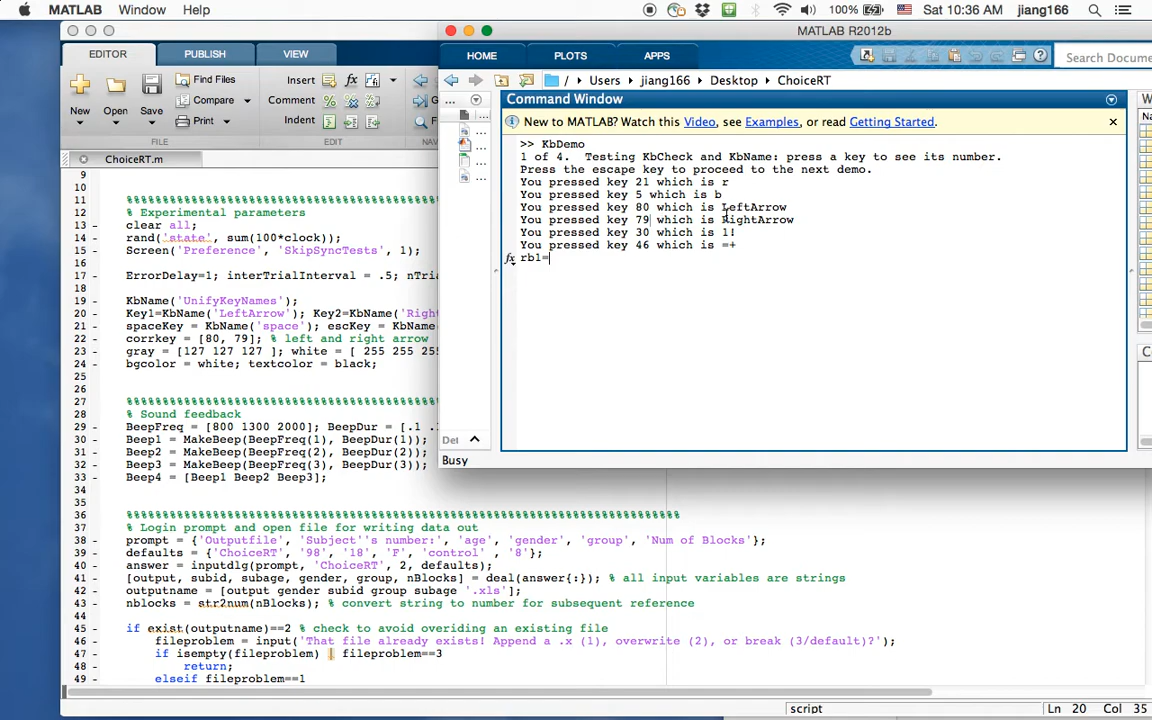 MATLAB Window Help 100% Sat 10:36 AM jiang166
EDITOR PUBLISH VIEW
MATLAB R2012b
HOME PLOTS APPS Search Docume
New Open Save
Find Files
Compare
Print
FILE
Insert fx
Comment %
Indent
EDIT
G
F
/ Users jiang166 Desktop ChoiceRT
Command Window
New to MATLAB? Watch this Video, see Examples, or read Getting Started.
>> KbDemo
1 of 4.  Testing KbCheck and KbName: press a key to see its number.
Press the escape key to proceed to the next demo.
You pressed key 21 which is r
You pressed key 5 which is b
You pressed key 80 which is LeftArrow
You pressed key 79 which is RightArrow
You pressed key 30 which is 1!
You pressed key 46 which is =+
fx rb1=
W
Na
C
Det
Busy
ChoiceRT.m
9
10
11 %%%%%%%%%%%%%%%%%%%%%%%%%%%%%%%%%%%%%%%%%%%
12 % Experimental parameters
13 clear all;
14 rand('state', sum(100*clock));
15 Screen('Preference', 'SkipSyncTests', 1);
16
17 ErrorDelay=1; interTrialInterval = .5; nTria
18
19 KbName('UnifyKeyNames');
20 Key1=KbName('LeftArrow'); Key2=KbName('Righ
21 spaceKey = KbName('space'); escKey = KbName
22 corrkey = [80, 79]; % left and right arrow
23 gray = [127 127 127 ]; white = [ 255 255 255
24 bgcolor = white; textcolor = black;
25
26
27 %%%%%%%%%%%%%%%%%%%%%%%%%%%%%%%%%%%%%%%%%%%
28 % Sound feedback
29 BeepFreq = [800 1300 2000]; BeepDur = [.1 .1
30 Beep1 = MakeBeep(BeepFreq(1), BeepDur(1));
31 Beep2 = MakeBeep(BeepFreq(2), BeepDur(2));
32 Beep3 = MakeBeep(BeepFreq(3), BeepDur(3));
33 Beep4 = [Beep1 Beep2 Beep3];
34
35
36 %%%%%%%%%%%%%%%%%%%%%%%%%%%%%%%%%%%%%%%%%%%%%%%%%%%%%%%%%%%%%%%%%%%%%%%%%%%%
37 % Login prompt and open file for writing data out
38 prompt = {'Outputfile', 'Subject''s number:', 'age', 'gender', 'group', 'Num of Blocks'};
39 defaults = {'ChoiceRT', '98', '18', 'F', 'control' , '8'};
40 answer = inputdlg(prompt, 'ChoiceRT', 2, defaults);
41 [output, subid, subage, gender, group, nBlocks] = deal(answer{:}); % all input variables are strings
42 outputname = [output gender subid group subage '.xls'];
43 nblocks = str2num(nBlocks); % convert string to number for subsequent reference
44
45 if exist(outputname)==2 % check to avoid overiding an existing file
46 fileproblem = input('That file already exists! Append a .x (1), overwrite (2), or break (3/default)?');
47 if isempty(fileproblem) | fileproblem==3
48 return;
49 elseif fileproblem==1
script Ln 20 Col 35